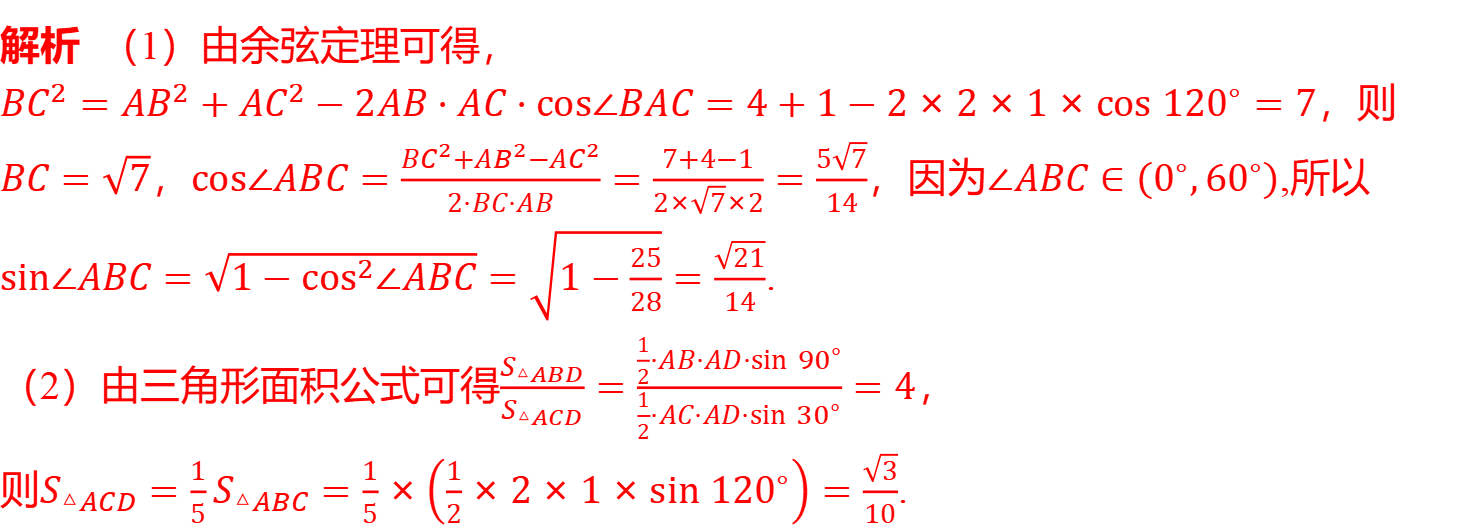 解析 （1）由余弦定理可得，
BC² = AB² + AC² − 2AB · AC · cos∠BAC = 4 + 1 − 2 × 2 × 1 × cos 120° = 7，则
BC = √7，cos∠ABC = (BC²+AB²−AC²)/(2·BC·AB) = (7+4−1)/(2×√7×2) = 5√7/14，因为∠ABC ∈ (0°, 60°),所以
sin∠ABC = √(1 − cos²∠ABC) = √(1 − 25/28) = √21/14.
（2）由三角形面积公式可得 S△ABD/S△ACD = (1/2·AB·AD·sin 90°)/(1/2·AC·AD·sin 30°) = 4，
则S△ACD = 1/5 S△ABC = 1/5 × (1/2 × 2 × 1 × sin 120°) = √3/10.